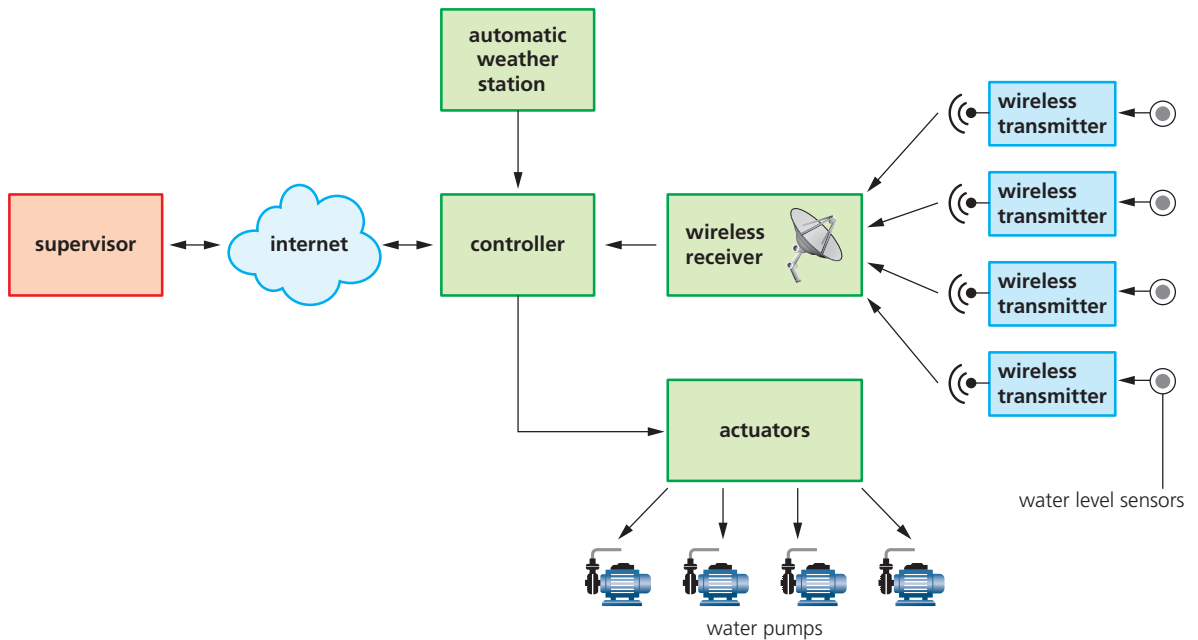 automatic
weather
station
supervisor
internet
controller
wireless
receiver
wireless
transmitter
wireless
transmitter
wireless
transmitter
wireless
transmitter
actuators
water level sensors
water pumps